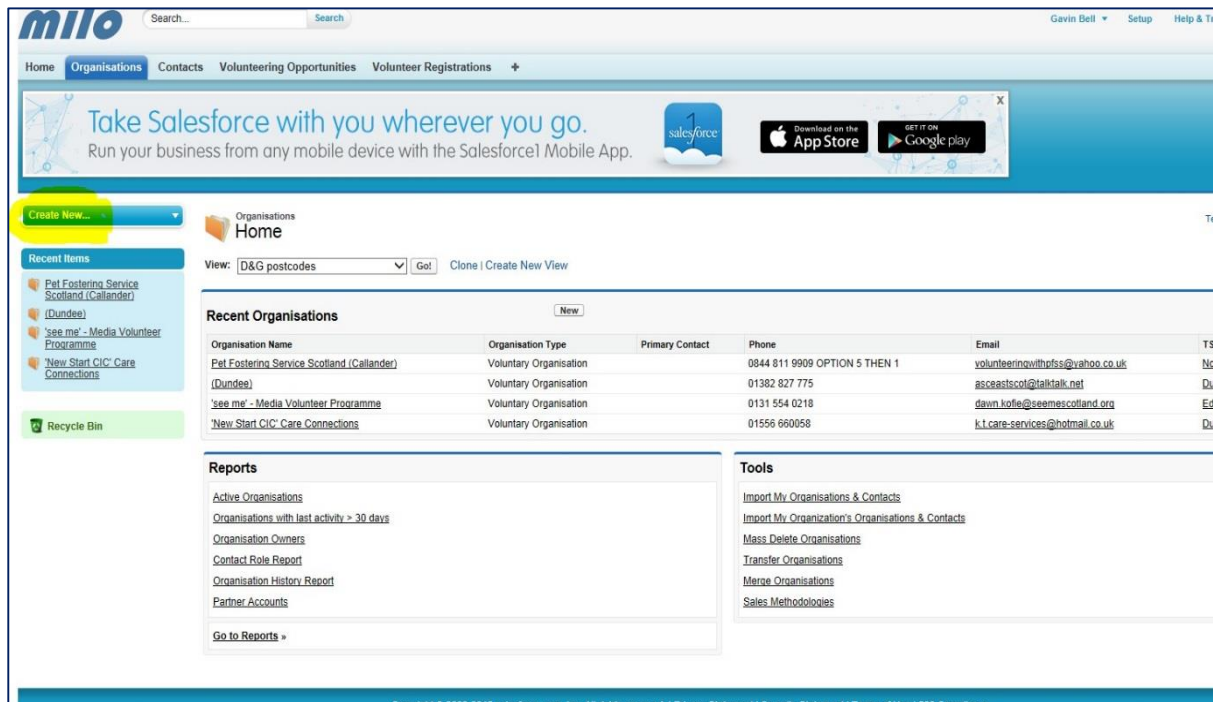 milo
Search... Search
Gavin Bell Setup Help &
Home Organisations Contacts Volunteering Opportunities Volunteer Registrations +
Take Salesforce with you wherever you go.
Run your business from any mobile device with the Salesforce1 Mobile App.
salesforce
1
Download on the
App Store
GET IT ON
Google play
X
Create New...
Organisations
Home
Recent Items
Pet Fostering Service
Scotland (Callander)
(Dundee)
'see me' - Media Volunteer
Programme
'New Start CIC' Care
Connections
Recycle Bin
View: D&G postcodes Go! Clone | Create New View
Recent Organisations New
Organisation Name Organisation Type Primary Contact Phone Email TS
Pet Fostering Service Scotland (Callander) Voluntary Organisation 0844 811 9909 OPTION 5 THEN 1 volunteeringwithpfss@yahoo.co.uk No
(Dundee) Voluntary Organisation 01382 827 775 asceastscot@talktalk.net Du
'see me' - Media Volunteer Programme Voluntary Organisation 0131 554 0218 dawn.kofie@seemescotland.org Ed
'New Start CIC' Care Connections Voluntary Organisation 01556 660058 k.t.care-services@hotmail.co.uk Du
Reports
Active Organisations
Organisations with last activity > 30 days
Organisation Owners
Contact Role Report
Organisation History Report
Partner Accounts
Go to Reports »
Tools
Import My Organisations & Contacts
Import My Organization's Organisations & Contacts
Mass Delete Organisations
Transfer Organisations
Merge Organisations
Sales Methodologies